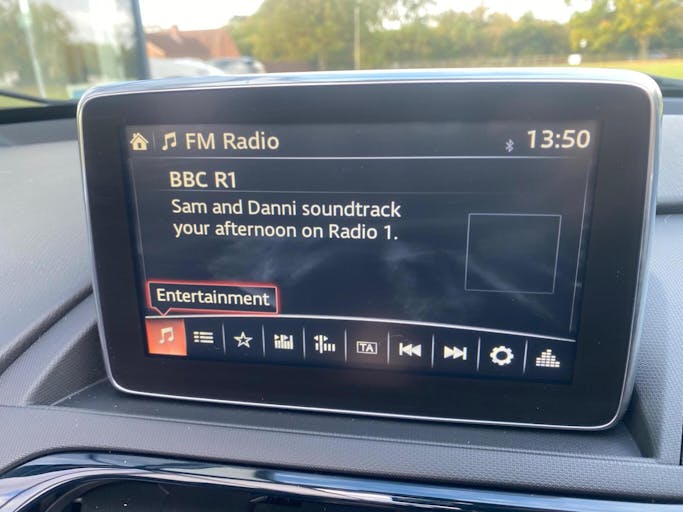 FM Radio 13:50
BBC R1
Sam and Danni soundtrack
your afternoon on Radio 1.
Entertainment
TA